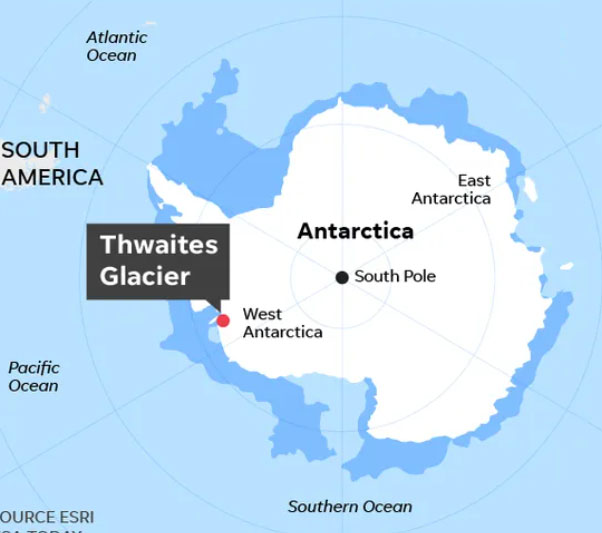 Atlantic
Ocean
SOUTH
AMERICA
East
Antarctica
Antarctica
Thwaites
Glacier
South Pole
West
Antarctica
Pacific
Ocean
Southern Ocean
OURCE ESRI
TODAY